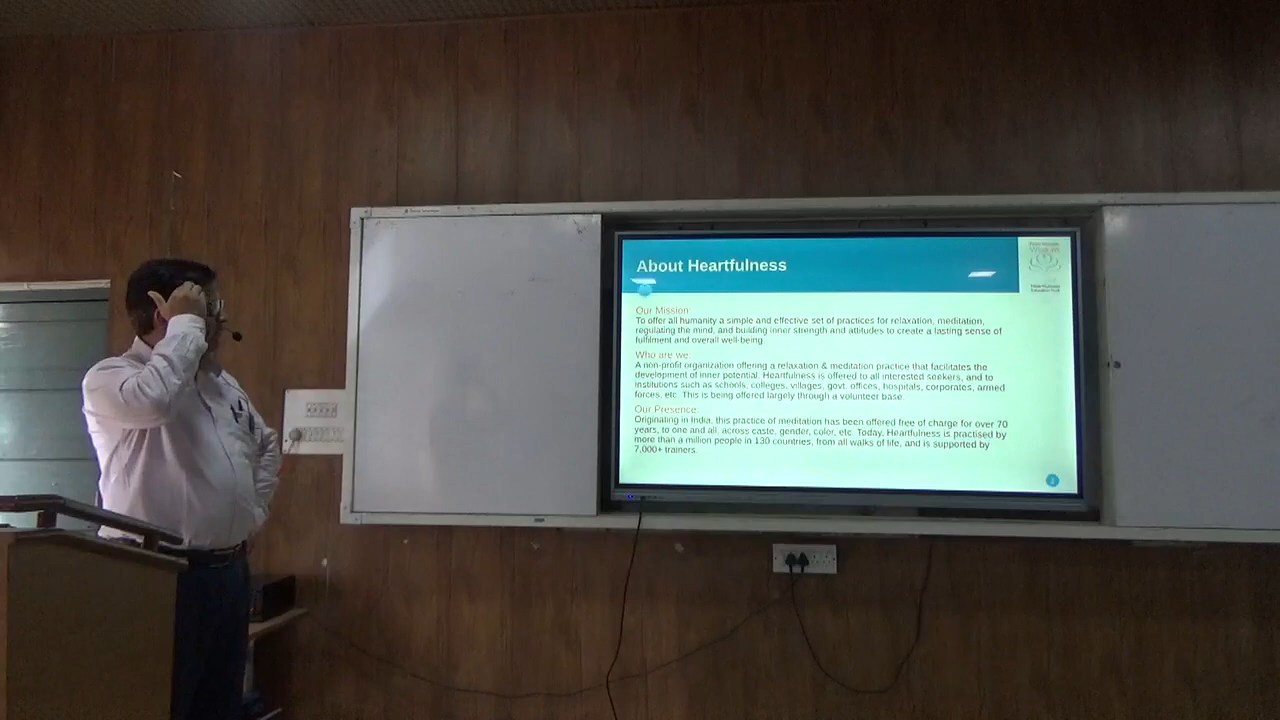 About Heartfulness
Our Mission:
To offer all humanity a simple and effective set of practices for relaxation, meditation,
regulating the mind, and building inner strength and attitudes to create a lasting sense of
fulfilment and overall well-being.
Who are we:
A non-profit organization offering a relaxation & meditation practice that facilitates the
development of inner potential. Heartfulness is offered to all interested seekers, and to
institutions such as schools, colleges, villages, govt. offices, hospitals, corporates, armed
forces, etc. This is being offered largely through a volunteer base.
Our Presence:
Originating in India, this practice of meditation has been offered free of charge for over 70
years, to one and all, across caste, gender, color, etc. Today, Heartfulness is practised by
more than a million people in 130 countries, from all walks of life, and is supported by
7,000+ trainers.